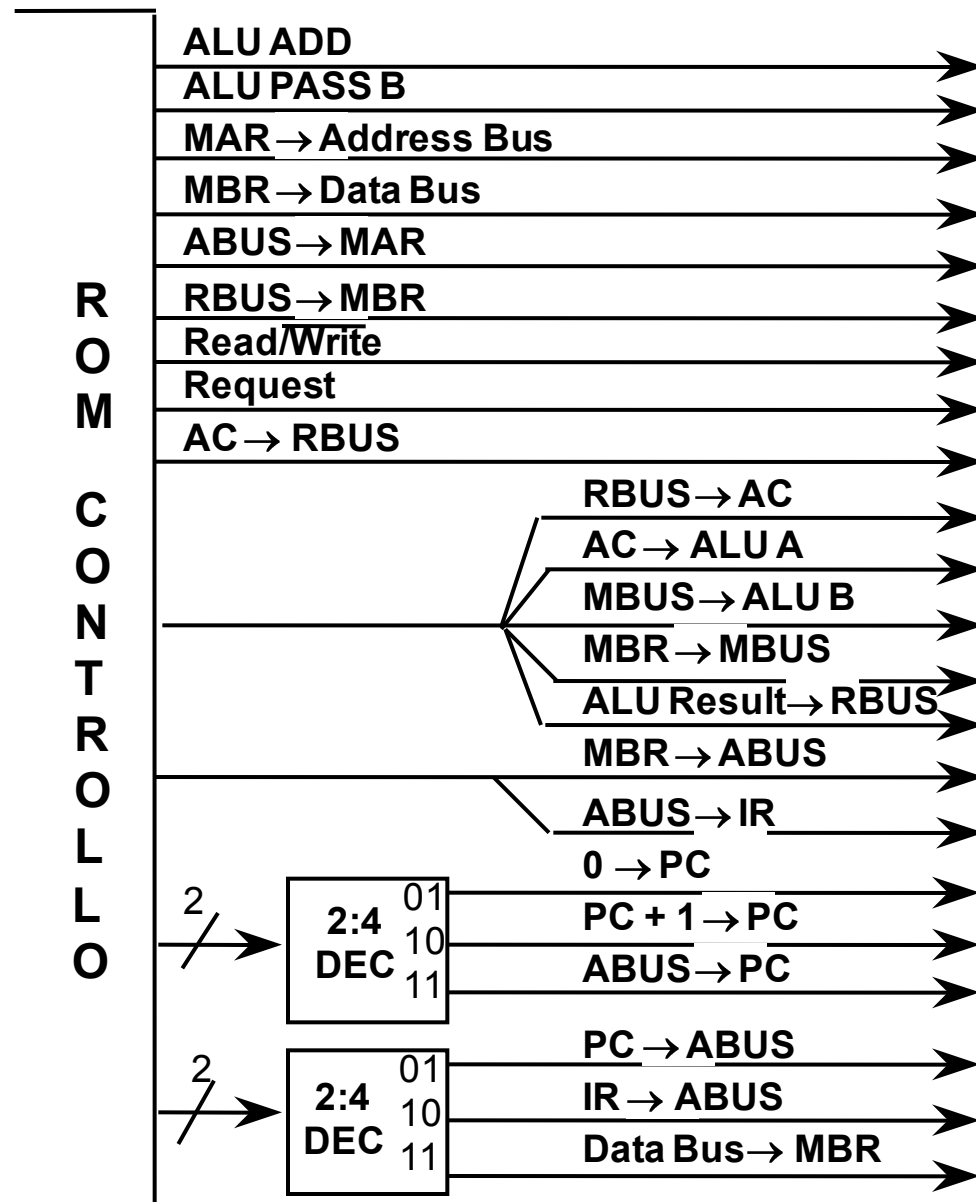 ALU ADD
ALU PASS B
MAR → Address Bus
MBR → Data Bus
ABUS → MAR
RBUS → MBR
Read/Write
Request
AC → RBUS
ROM CONTROLLO
RBUS → AC
AC → ALU A
MBUS → ALU B
MBR → MBUS
ALU Result → RBUS
MBR → ABUS
ABUS → IR
0 → PC
PC + 1 → PC
ABUS → PC
2
2:4
DEC
01
10
11
PC → ABUS
IR → ABUS
Data Bus → MBR
2
2:4
DEC
01
10
11